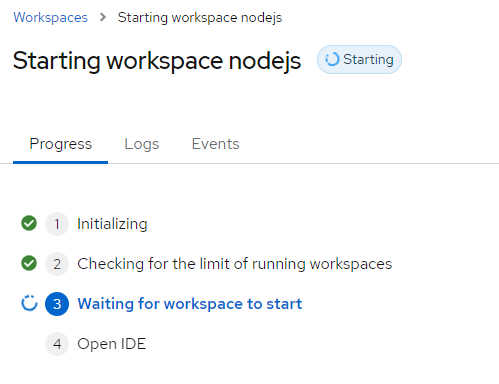 Workspaces > Starting workspace nodejs
Starting workspace nodejs Starting
Progress Logs Events
1 Initializing
2 Checking for the limit of running workspaces
3 Waiting for workspace to start
4 Open IDE